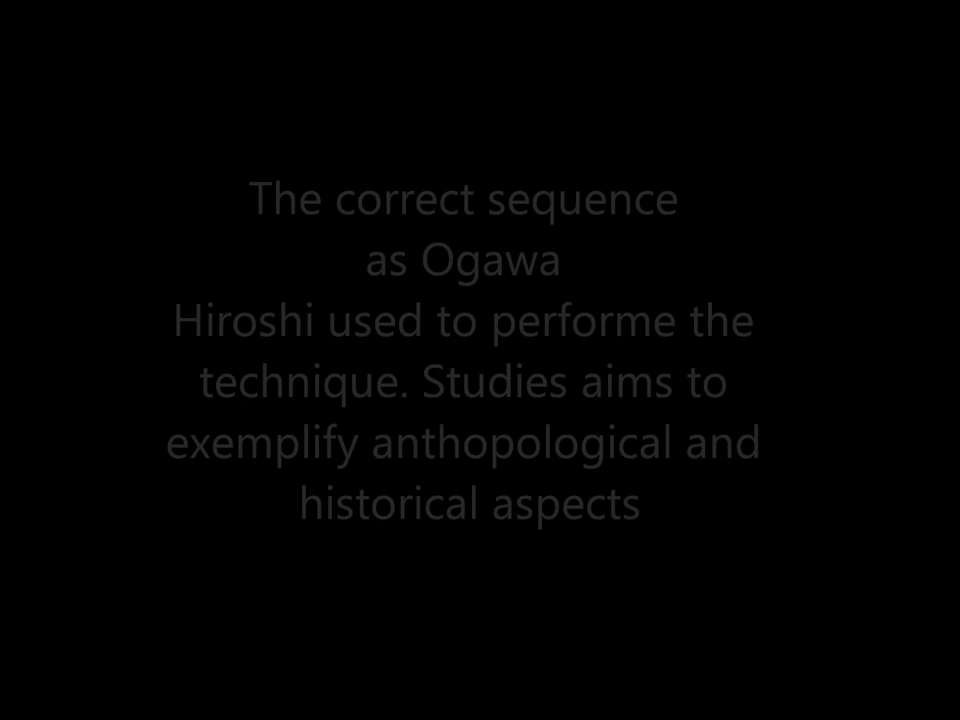 The correct sequence
as Ogawa
Hiroshi used to performe the
technique. Studies aims to
exemplify anthopological and
historical aspects